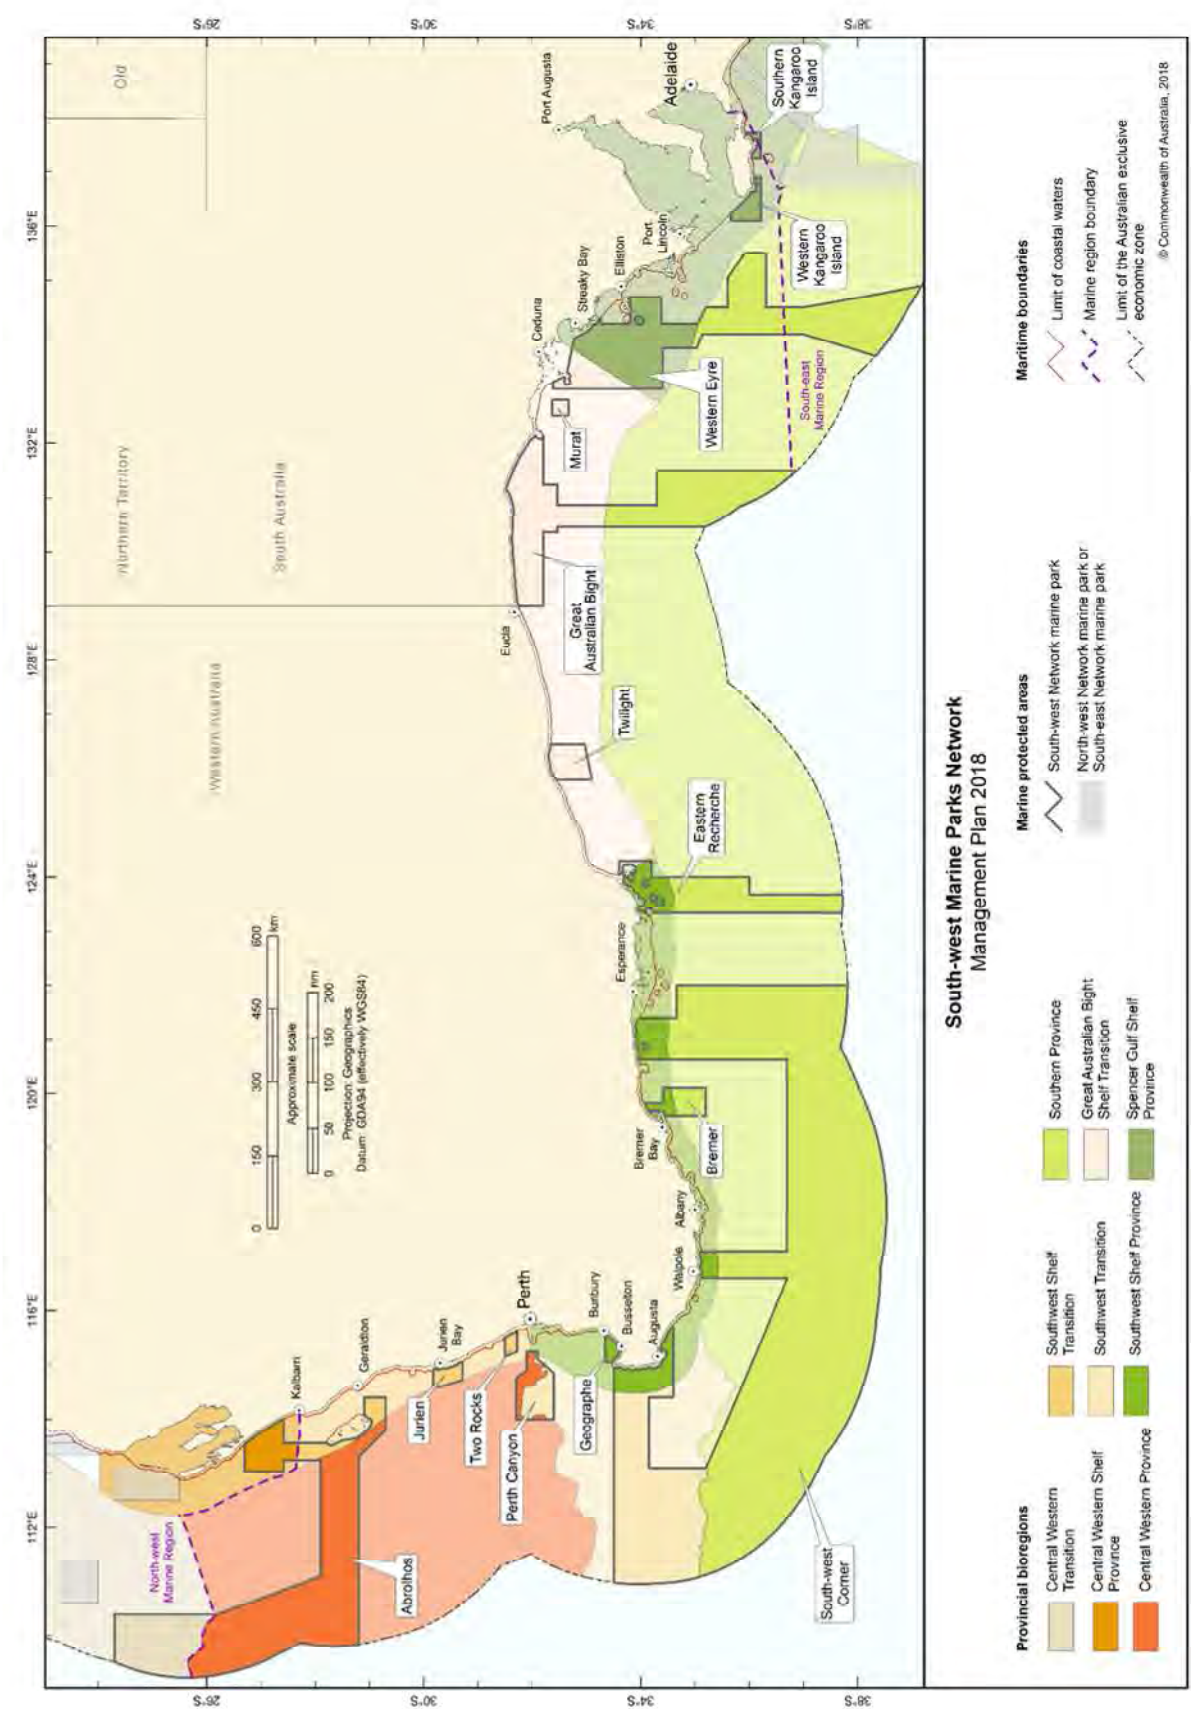 112°E
116°E
120°E
124°E
128°E
132°E
136°E
26°S
30°S
34°S
38°S
26°S
30°S
34°S
38°S
Northern Territory
Western Australia
South Australia
Qld
North-west
Marine Region
Kalbarri
Geraldton
Jurien
Bay
Perth
Bunbury
Busselton
Augusta
Walpole
Albany
Bremer
Bay
Esperance
Eucla
Ceduna
Streaky Bay
Elliston
Port
Lincoln
Port Augusta
Adelaide
Abrolhos
Jurien
Two Rocks
Perth Canyon
Geographe
South-west
Corner
Bremer
Eastern
Recherche
Twilight
Great
Australian Bight
Murat
Western Eyre
Western
Kangaroo
Island
Southern
Kangaroo
Island
South-east
Marine Region
0 150 300 450 600
km
Approximate scale
nm
0 50 100 150 200
Projection: Geographics
Datum: GDA94 (effectively WGS84)
South-west Marine Parks Network
Management Plan 2018
Provincial bioregions
Central Western
Transition
Central Western Shelf
Province
Central Western Province
Southwest Shelf
Transition
Southwest Transition
Southwest Shelf Province
Southern Province
Great Australian Bight
Shelf Transition
Spencer Gulf Shelf
Province
Marine protected areas
South-west Network marine park
North-west Network marine park or
South-east Network marine park
Maritime boundaries
Limit of coastal waters
Marine region boundary
Limit of the Australian exclusive
economic zone
© Commonwealth of Australia, 2018